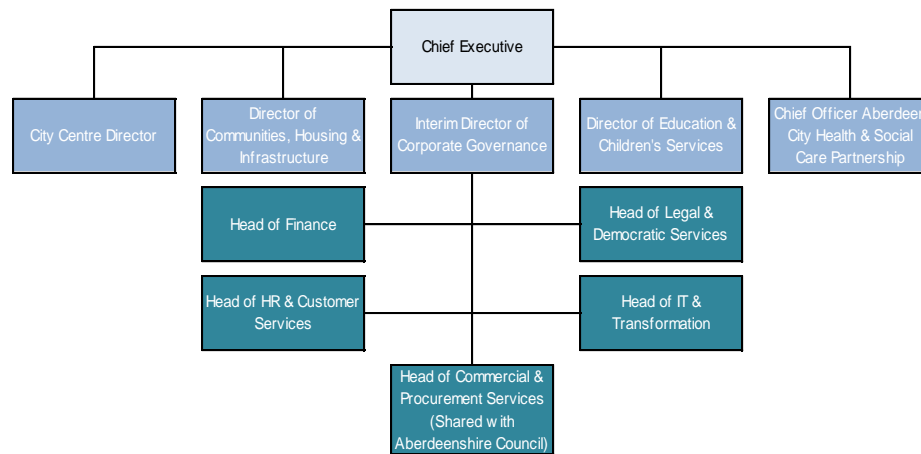 Chief Executive
City Centre Director
Director of
Communities, Housing &
Infrastructure
Interim Director of
Corporate Governance
Director of Education &
Children's Services
Chief Officer Aberdeen
City Health & Social
Care Partnership
Head of Finance
Head of Legal &
Democratic Services
Head of HR & Customer
Services
Head of IT &
Transformation
Head of Commercial &
Procurement Services
(Shared with
Aberdeenshire Council)